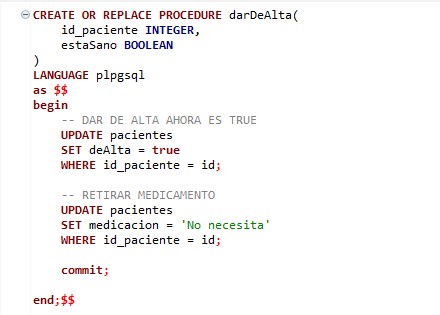 CREATE OR REPLACE PROCEDURE darDeAlta(
id_paciente INTEGER,
estaSano BOOLEAN
)
LANGUAGE plpgsql
as $$
begin
-- DAR DE ALTA AHORA ES TRUE
UPDATE pacientes
SET deAlta = true
WHERE id_paciente = id;
-- RETIRAR MEDICAMENTO
UPDATE pacientes
SET medicacion = 'No necesita'
WHERE id_paciente = id;
commit;
end;$$